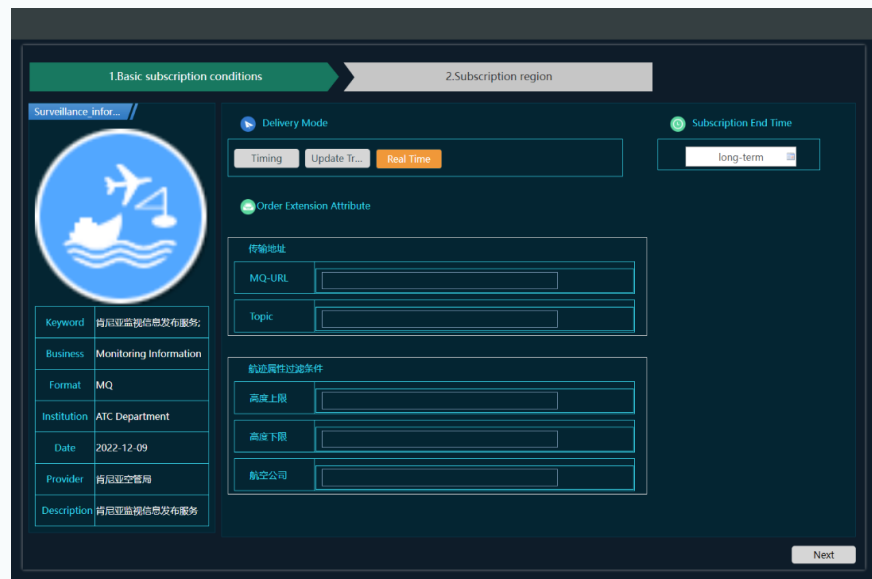 1.Basic subscription conditions
2.Subscription region
Surveillance_infor...
Delivery Mode
Subscription End Time
Timing
Update Tr...
Real Time
long-term
Order Extension Attribute
传输地址
MQ-URL
Topic
航迹属性过滤条件
高度上限
高度下限
航空公司
Keyword 肯尼亚监视信息发布服务;
Business Monitoring Information
Format MQ
Institution ATC Department
Date 2022-12-09
Provider 肯尼亚空管局
Description 肯尼亚监视信息发布服务
Next